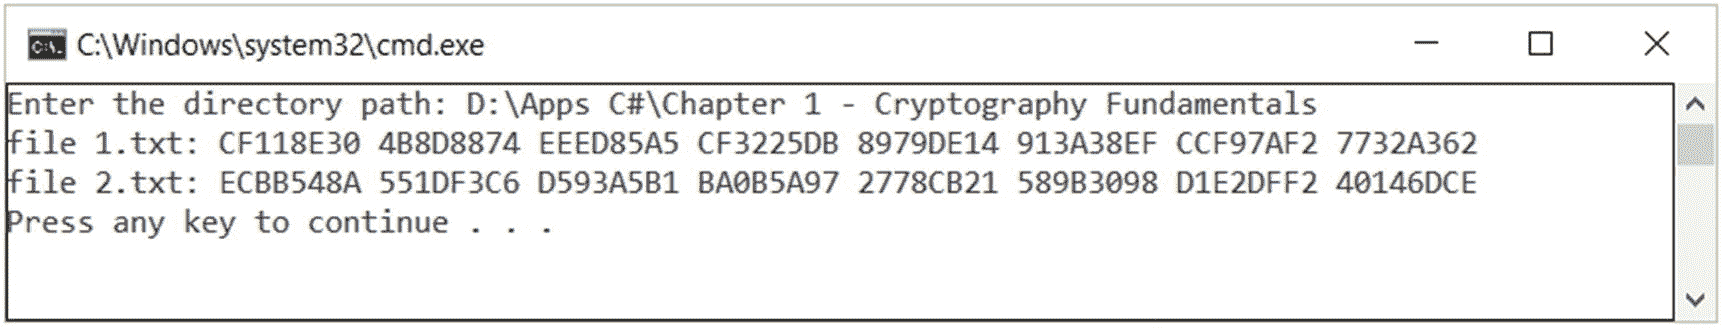 C:\Windows\system32\cmd.exe
Enter the directory path: D:\Apps C#\Chapter 1 - Cryptography Fundamentals
file 1.txt: CF118E30 4B8D8874 EEED85A5 CF3225DB 8979DE14 913A38EF CCF97AF2 7732A362
file 2.txt: ECBB548A 551DF3C6 D593A5B1 BA0B5A97 2778CB21 589B3098 D1E2DFF2 40146DCE
Press any key to continue . . .